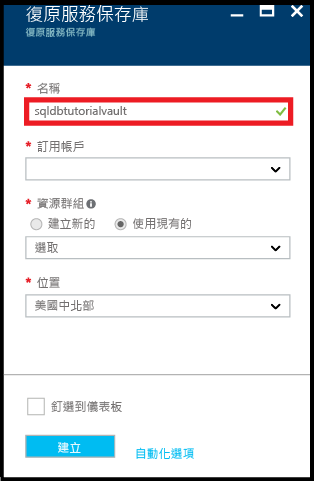 復原服務保存庫
復原服務保存庫
* 名稱
sqldbtutorialvault
* 訂用帳戶
* 資源群組
建立新的 使用現有的
選取
* 位置
美國中北部
釘選到儀表板
建立 自動化選項